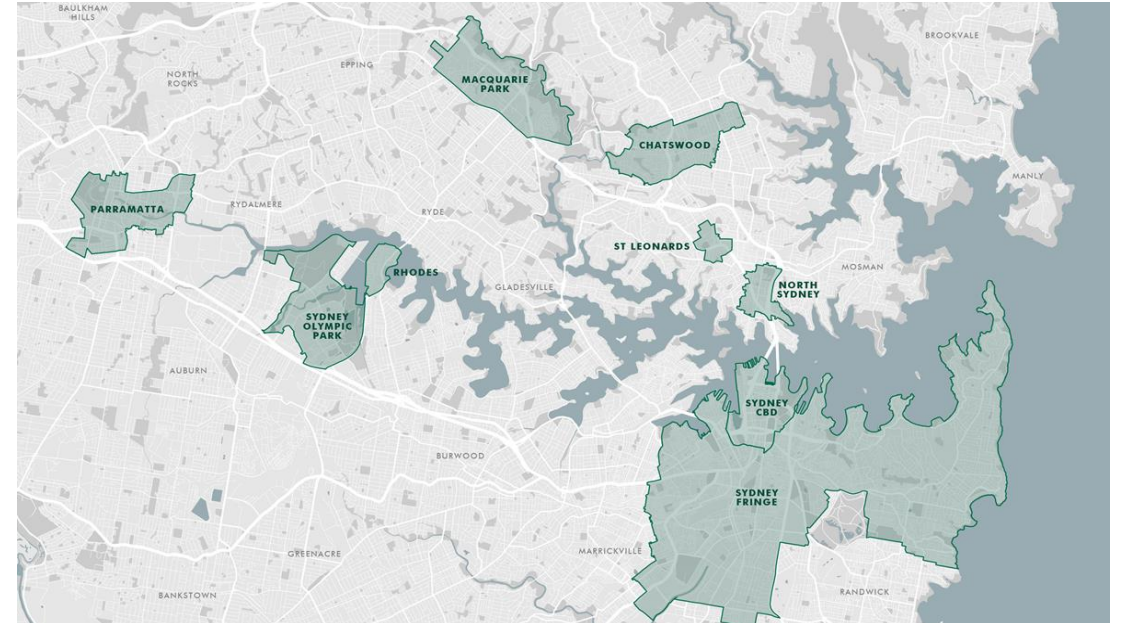 BAULKHAM
HILLS
BROOKVALE
EPPING
NORTH
ROCKS
MACQUARIE
PARK
CHATSWOOD
MANLY
PARRAMATTA
RYDALMERE
RYDE
ST LEONARDS
MOSMAN
RHODES
GLADESVILLE
NORTH
SYDNEY
SYDNEY
OLYMPIC
PARK
AUBURN
SYDNEY
CBD
BURWOOD
SYDNEY
FRINGE
GREENACRE
MARRICKVILLE
BANKSTOWN
RANDWICK